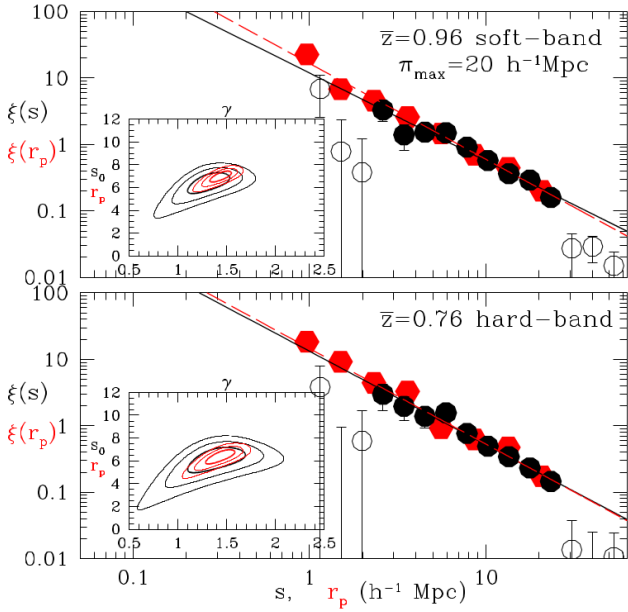 100
z̄=0.96 soft-band
π_max=20 h⁻¹Mpc
10
γ
ξ(s)
12
10
1
ξ(r_p)
8
s₀
r_p
6
4
0.1
2
0
0.01
0.5 1 1.5 2 2.5
100
z̄=0.76 hard-band
10
γ
ξ(s)
12
10
1
ξ(r_p)
8
s₀
r_p
6
4
0.1
2
0
0.5 1 1.5 2 2.5
0.01
0.1 1 10
s, r_p (h⁻¹ Mpc)